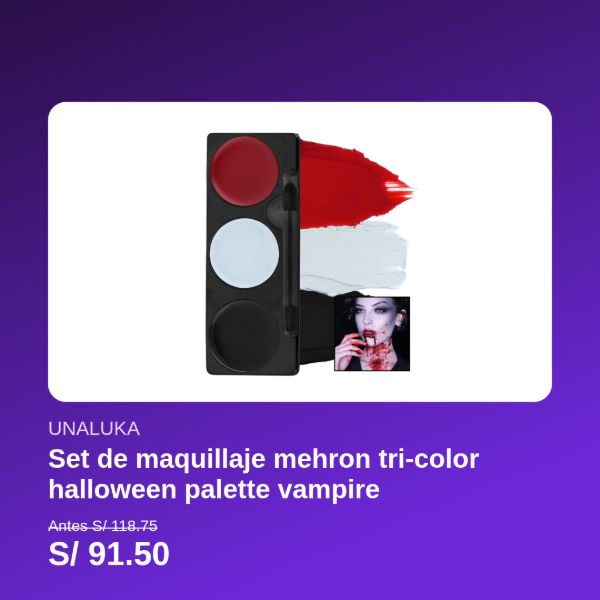 UNALUKA
Set de maquillaje mehron tri-color
halloween palette vampire
Antes S/ 118.75
S/ 91.50